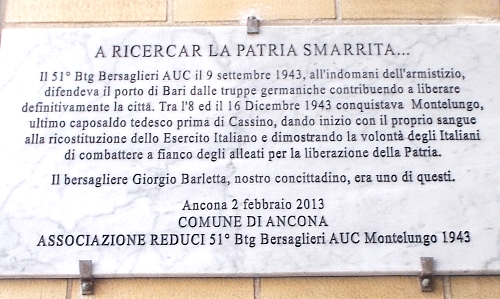 A RICERCAR LA PATRIA SMARRITA...
Il 51° Btg Bersaglieri AUC il 9 settembre 1943, all'indomani dell'armistizio,
difendeva il porto di Bari dalle truppe germaniche contribuendo a liberare
definitivamente la città. Tra l'8 ed il 16 Dicembre 1943 conquistava Montelungo,
ultimo caposaldo tedesco prima di Cassino, dando inizio con il proprio sangue
alla ricostituzione dello Esercito Italiano e dimostrando la volontà degli Italiani
di combattere a fianco degli alleati per la liberazione della Patria.
Il bersagliere Giorgio Barletta, nostro concittadino, era uno di questi.
Ancona 2 febbraio 2013
COMUNE DI ANCONA
ASSOCIAZIONE REDUCI 51° Btg Bersaglieri AUC Montelungo 1943